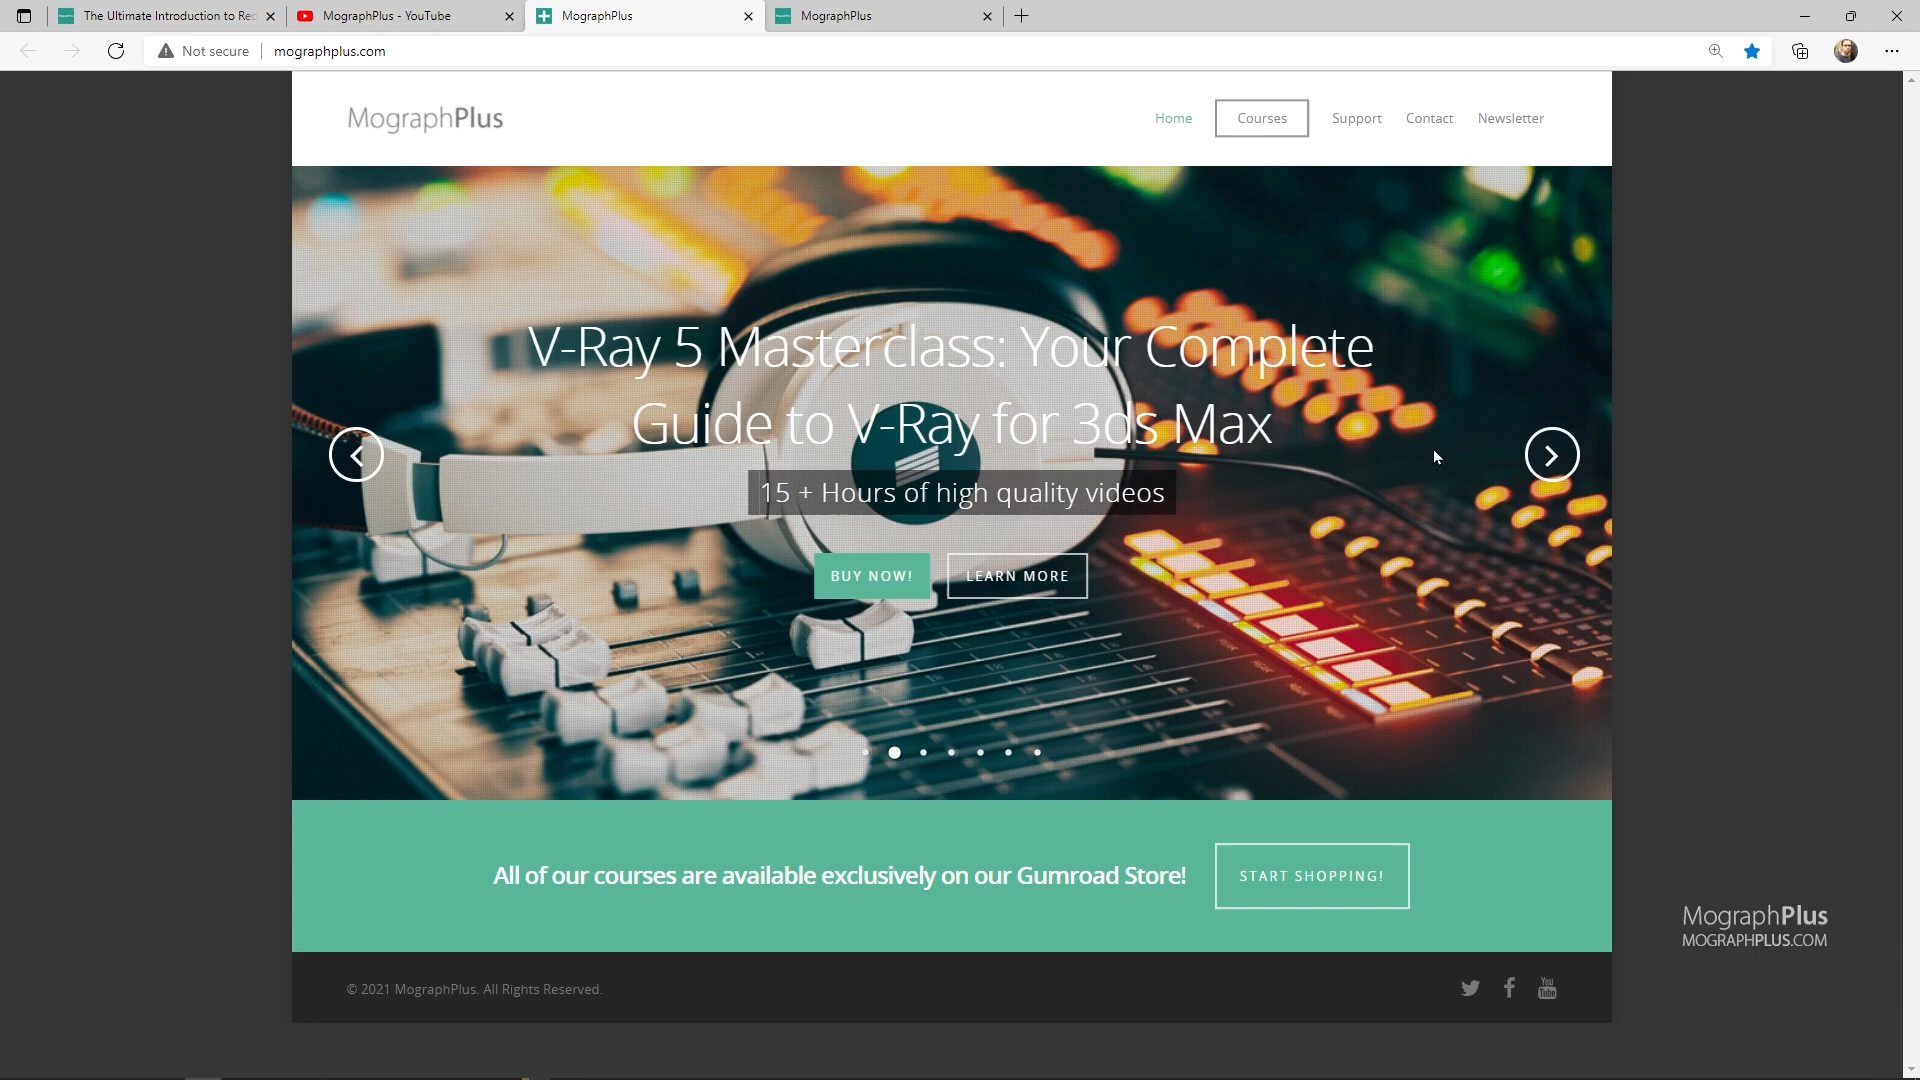 The Ultimate Introduction to Red
MographPlus - YouTube
MographPlus
MographPlus
Not secure
mographplus.com
MographPlus
Home
Courses
Support
Contact
Newsletter
V-Ray 5 Masterclass: Your Complete
Guide to V-Ray for 3ds Max
15 + Hours of high quality videos
BUY NOW!
LEARN MORE
All of our courses are available exclusively on our Gumroad Store!
START SHOPPING!
MographPlus
MOGRAPHPLUS.COM
© 2021 MographPlus. All Rights Reserved.
You
Tube